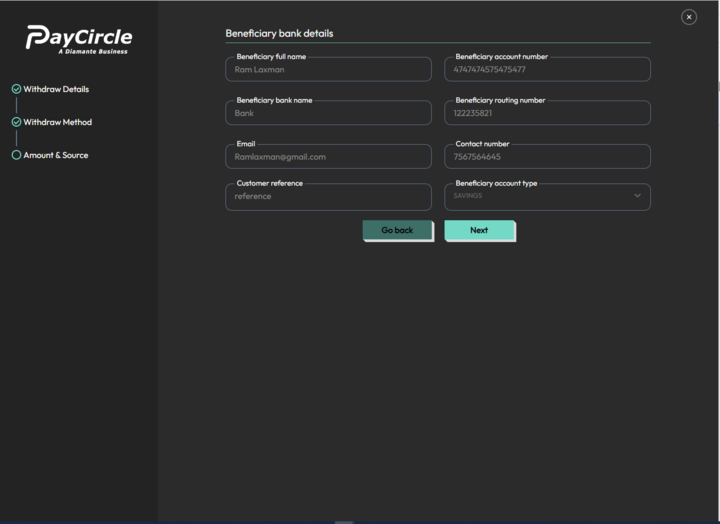 PayCircle
A Diamante Business
Withdraw Details
Withdraw Method
Amount & Source
Beneficiary bank details
Beneficiary full name
Ram Laxman
Beneficiary account number
4747474575475477
Beneficiary bank name
Bank
Beneficiary routing number
122235821
Email
Ramlaxman@gmail.com
Contact number
7567564645
Customer reference
reference
Beneficiary account type
SAVINGS
Go back
Next